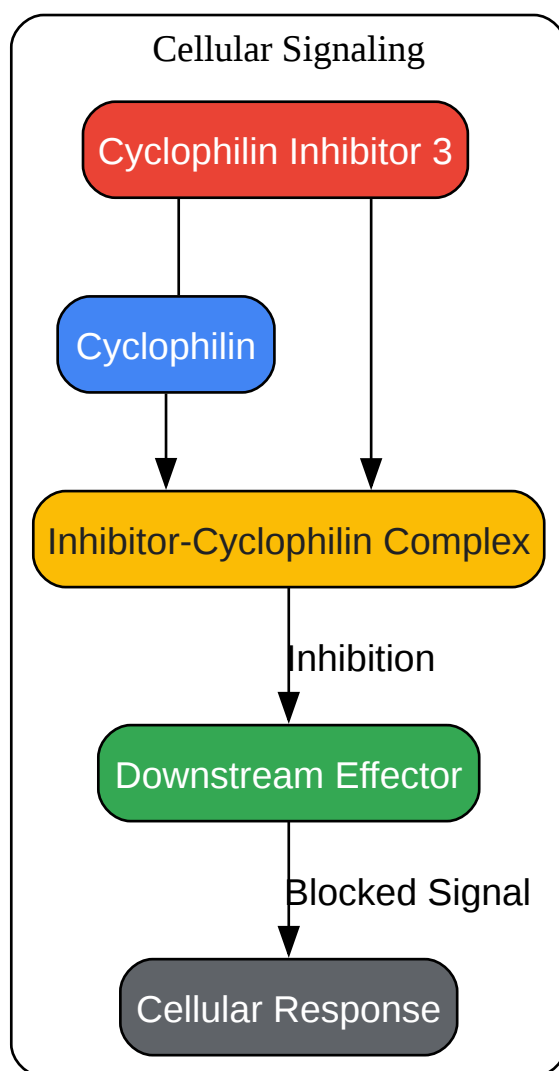 Cellular Signaling
Cyclophilin Inhibitor 3
Cyclophilin
Inhibitor-Cyclophilin Complex
Inhibition
Downstream Effector
Blocked Signal
Cellular Response